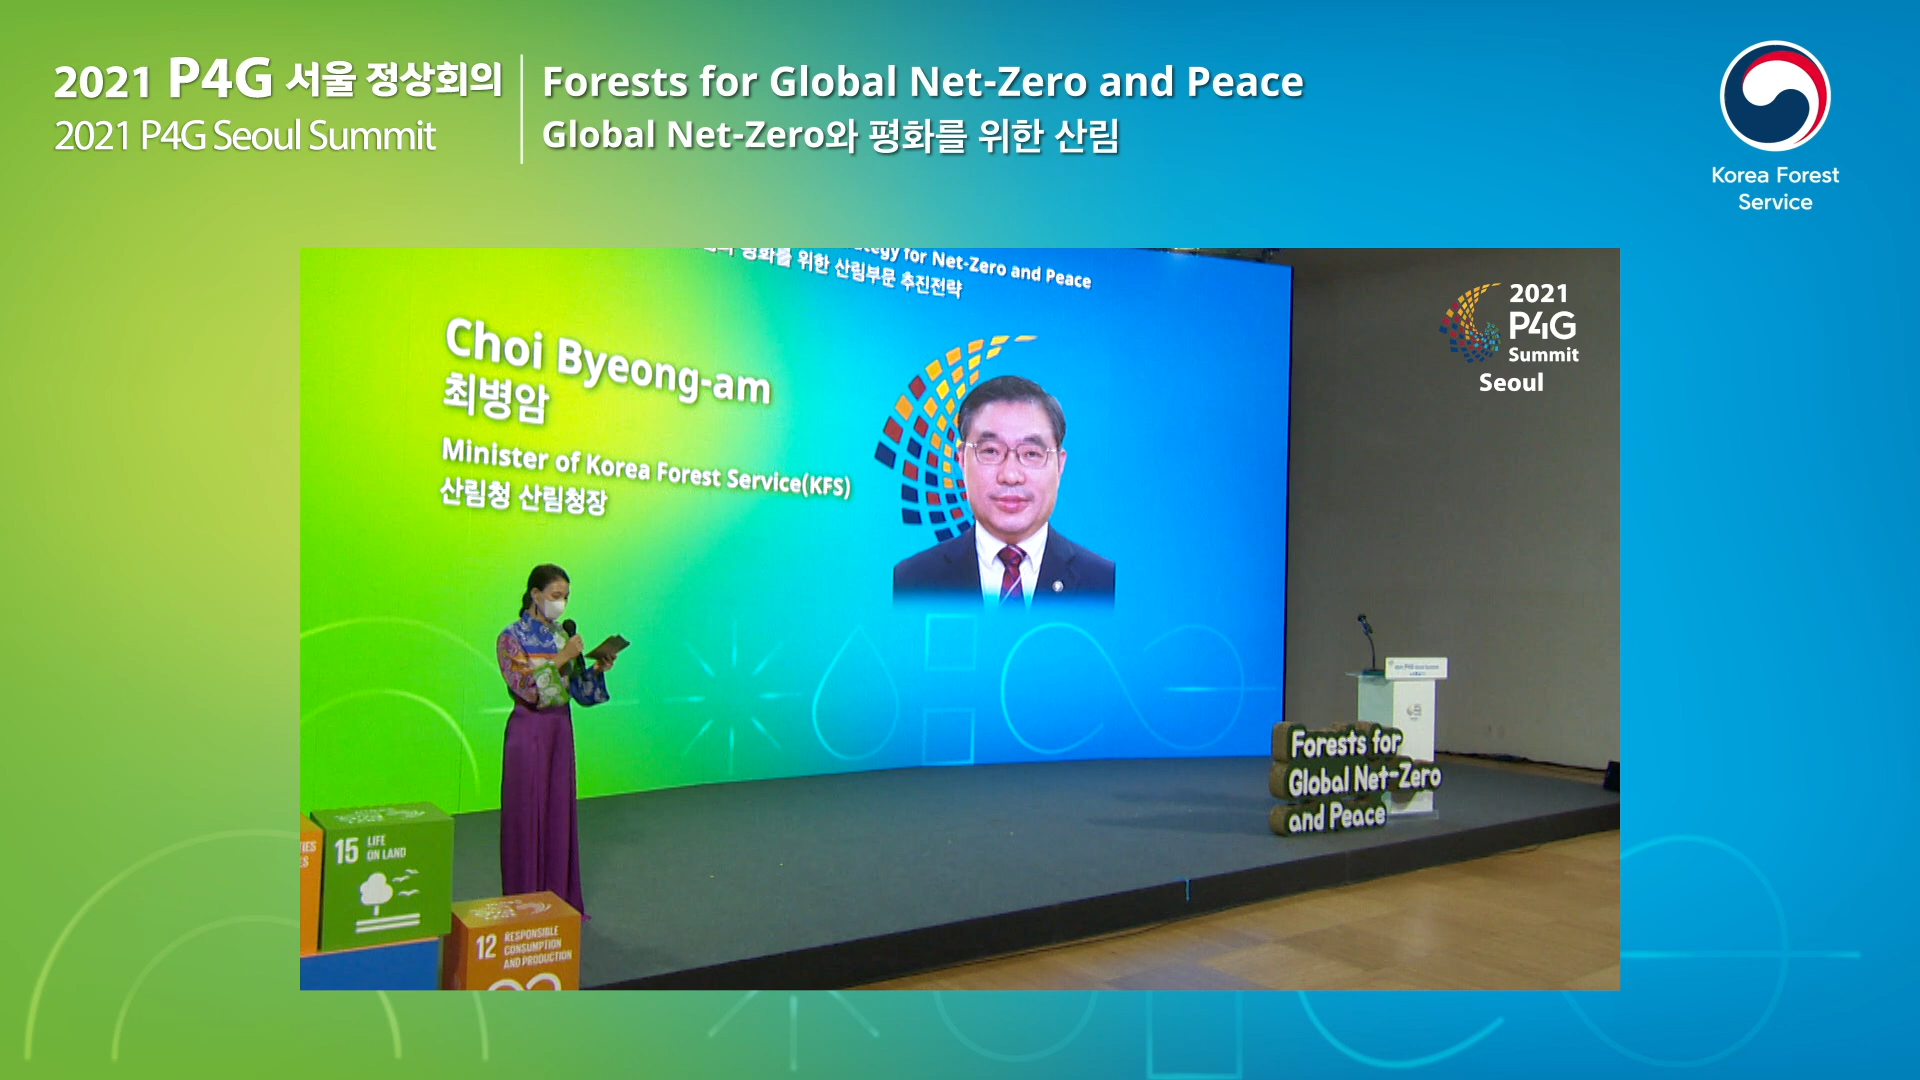 2021 P4G 서울 정상회의
2021 P4G Seoul Summit
Forests for Global Net-Zero and Peace
Global Net-Zero와 평화를 위한 산림
Korea Forest
Service
for Net-Zero and Peace
평화를 위한 산림부문 추진전략
Choi Byeong-am
최병암
Minister of Korea Forest Service(KFS)
산림청 산림청장
2021
P4G
Summit
Seoul
Forests for
Global Net-Zero
and Peace
15 LIFE
ON LAND
12 RESPONSIBLE
CONSUMPTION
AND PRODUCTION